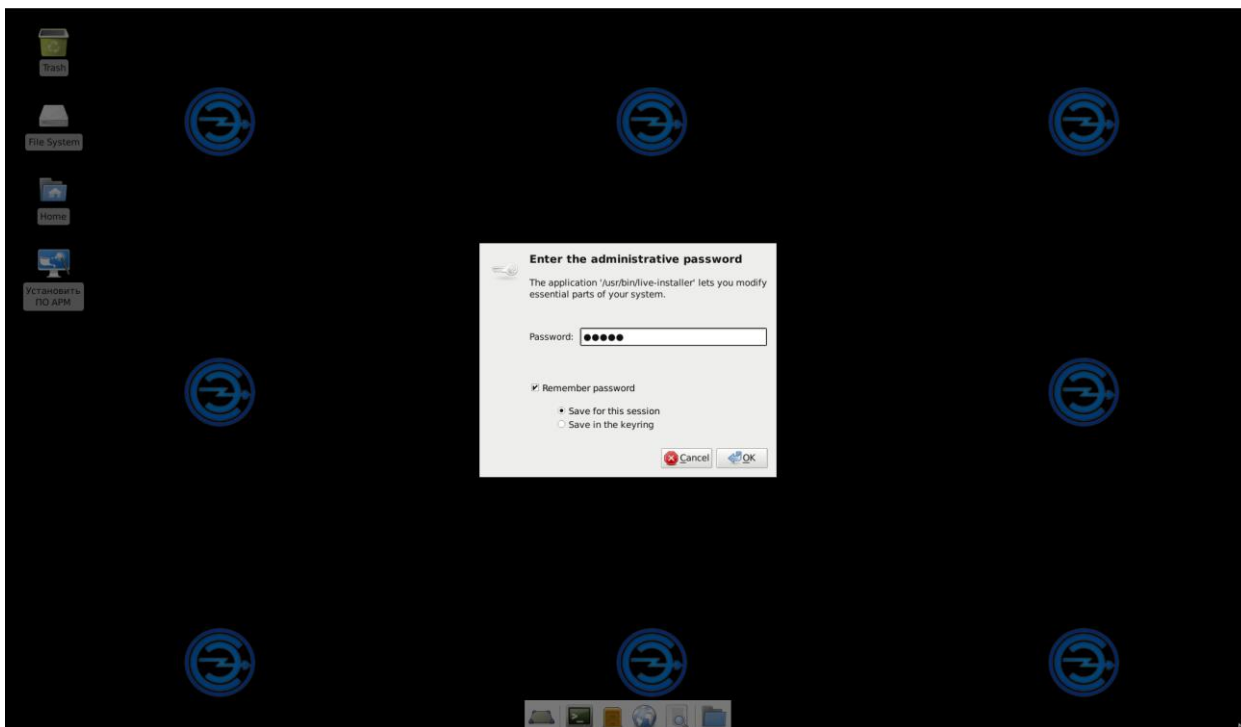 Trash
File System
Home
Установить
ПО АРМ
Enter the administrative password
The application '/usr/bin/live-installer' lets you modify
essential parts of your system.
Password: ●●●●●
Remember password
Save for this session
Save in the keyring
Cancel
OK